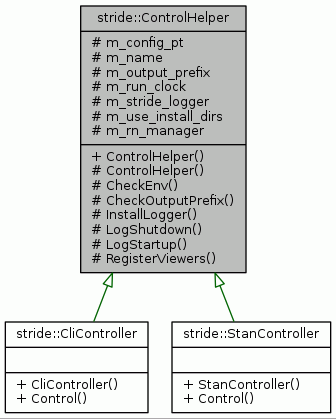 stride::ControlHelper
# m_config_pt
# m_name
# m_output_prefix
# m_run_clock
# m_stride_logger
# m_use_install_dirs
# m_rn_manager
+ ControlHelper()
# ControlHelper()
# CheckEnv()
# CheckOutputPrefix()
# InstallLogger()
# LogShutdown()
# LogStartup()
# RegisterViewers()
stride::CliController
+ CliController()
+ Control()
stride::StanController
+ StanController()
+ Control()